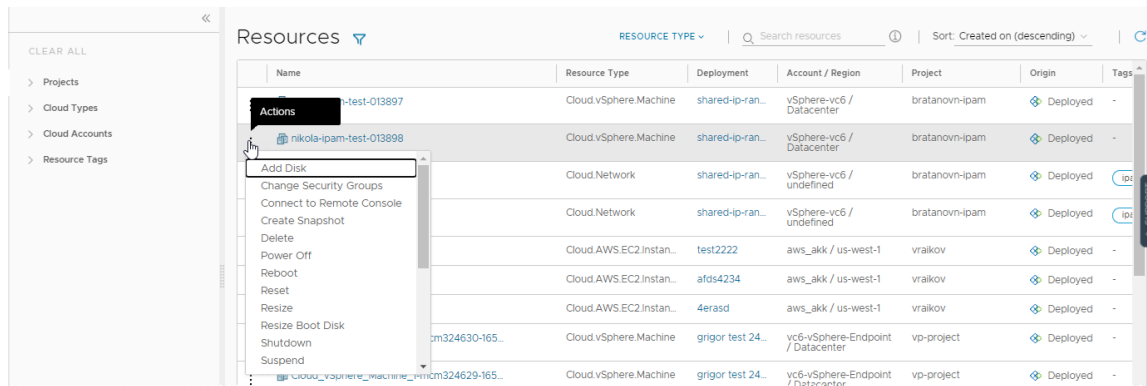 «
CLEAR ALL
> Projects
> Cloud Types
> Cloud Accounts
> Resource Tags
Resources
RESOURCE TYPE
Search resources
Sort: Created on (descending)
Name Resource Type Deployment Account / Region Project Origin Tags
-test-013897 Cloud.vSphere.Machine shared-ip-ran... vSphere-vc6 / bratanovn-ipam Deployed -
Datacenter
Actions
nikola-ipam-test-013898 Cloud.vSphere.Machine shared-ip-ran... vSphere-vc6 / bratanovn-ipam Deployed -
Datacenter
Cloud.Network shared-ip-ran... vSphere-vc6 / bratanovn-ipam Deployed ipa
undefined
Cloud.Network shared-ip-ran... vSphere-vc6 / bratanovn-ipam Deployed ipa
undefined
Cloud.AWS.EC2.Instan... test2222 aws_akk / us-west-1 vraikov Deployed -
Cloud.AWS.EC2.Instan... afds4234 aws_akk / us-west-1 vraikov Deployed -
Cloud.AWS.EC2.Instan... 4erasd aws_akk / us-west-1 vraikov Deployed -
cm324630-165... Cloud.vSphere.Machine grigor test 24... vc6-vSphere-Endpoint vp-project Deployed -
/ Datacenter
Cloud_vSphere_Machine_1-mcm324629-165... Cloud.vSphere.Machine grigor test 24... vc6-vSphere-Endpoint vp-project Deployed -
/ Datacenter
Add Disk
Change Security Groups
Connect to Remote Console
Create Snapshot
Delete
Power Off
Reboot
Reset
Resize
Resize Boot Disk
Shutdown
Suspend